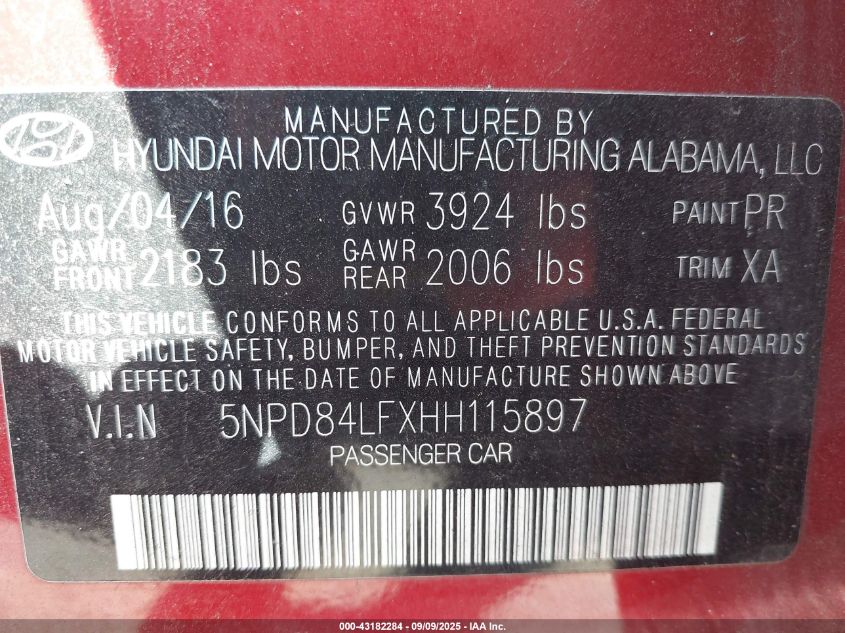 MANUFACTURED BY
HYUNDAI MOTOR MANUFACTURING ALABAMA, LLC
Aug/04/16 GVWR 3924 lbs PAINT PR
GAWR FRONT 2183 lbs GAWR REAR 2006 lbs TRIM XA
THIS VEHICLE CONFORMS TO ALL APPLICABLE U.S.A. FEDERAL
MOTOR VEHICLE SAFETY, BUMPER, AND THEFT PREVENTION STANDARDS
IN EFFECT ON THE DATE OF MANUFACTURE SHOWN ABOVE
V.I.N 5NPD84LFXHH115897
PASSENGER CAR
000-43182284 - 09/09/2025 - IAA Inc.